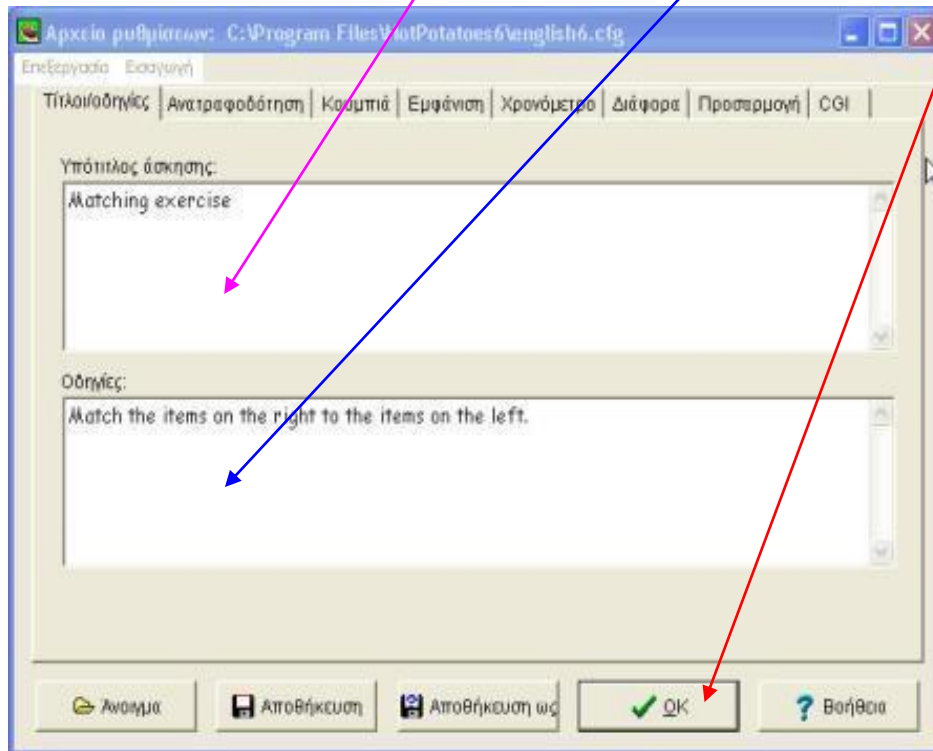 Αρχείο ρυθμίσεων: C:\Program Files\HotPotatoes6\english6.cfg
Επεξεργασία Εισαγωγή
Τίτλοι/οδηγίες Ανατροφοδότηση Κουμπιά Εμφάνιση Χρονόμετρο Διάφορα Προσαρμογή CGI
Υπότιτλος άσκησης:
Matching exercise
Οδηγίες:
Match the items on the right to the items on the left.
Άνοιγμα Αποθήκευση Αποθήκευση ως OK Βοήθεια